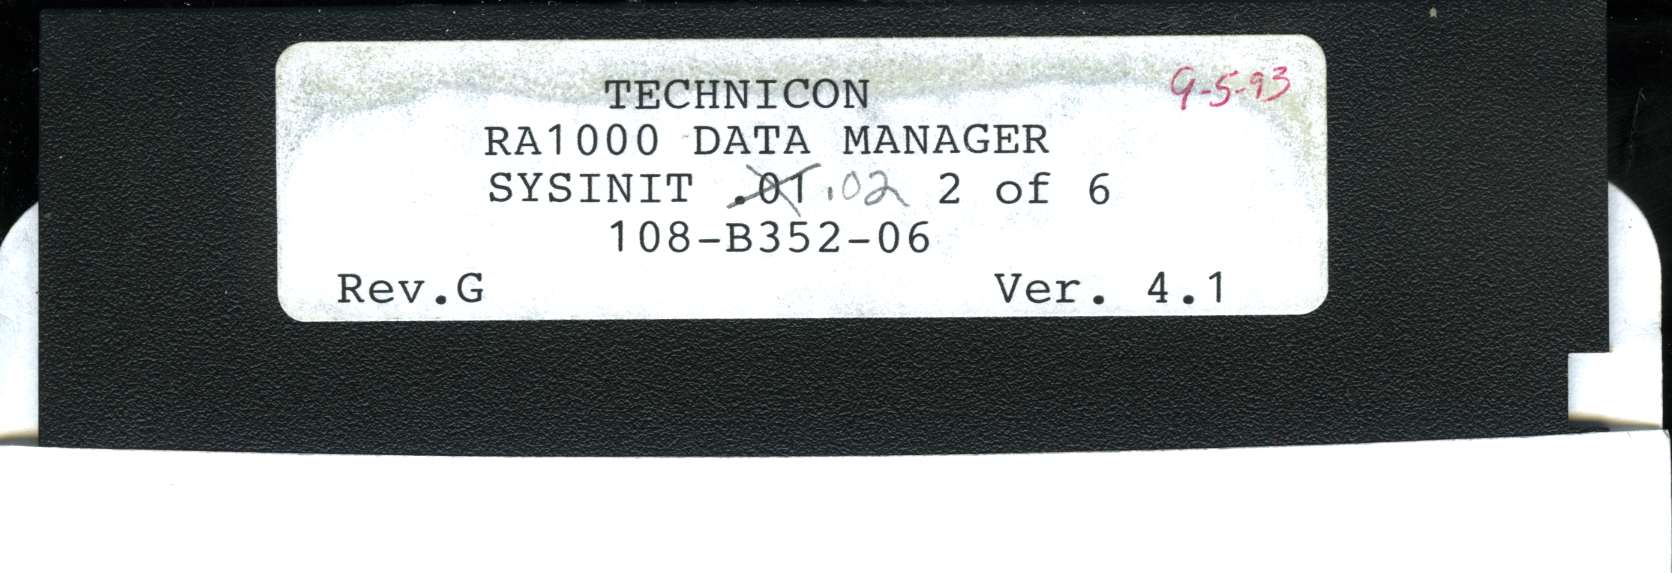 TECHNICON 9-5-93
RA1000 DATA MANAGER
SYSINIT .01 .02 2 of 6
108-B352-06
Rev.G Ver. 4.1